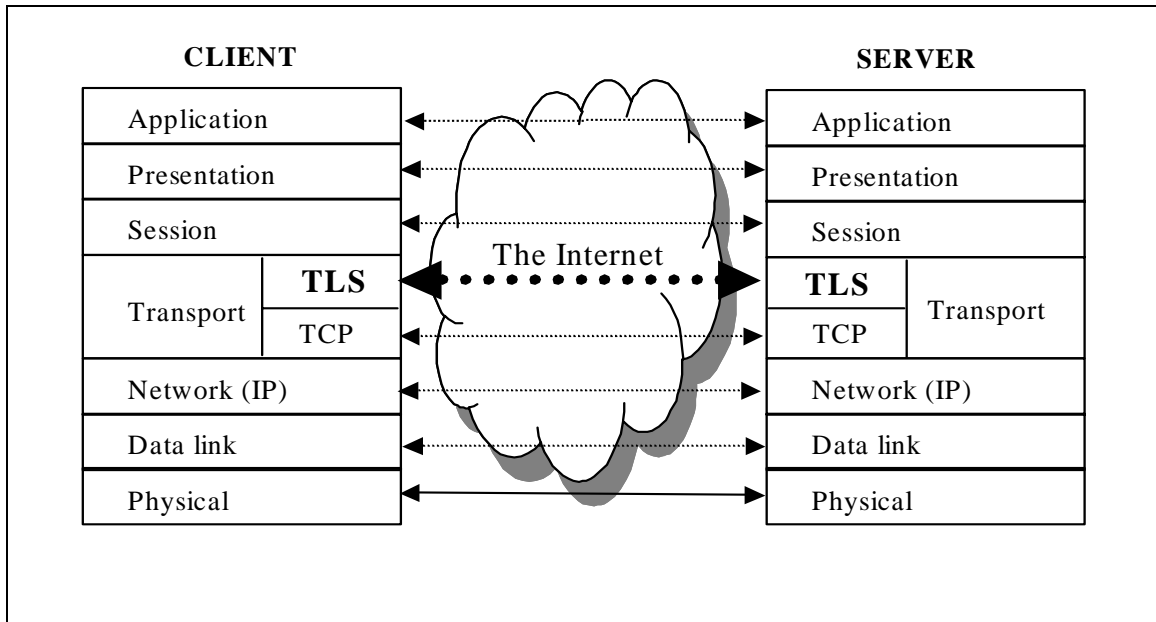 CLIENT
Application
Presentation
Session
Transport
TLS
TCP
Network (IP)
Data link
Physical
The Internet
SERVER
Application
Presentation
Session
TLS
TCP
Transport
Network (IP)
Data link
Physical